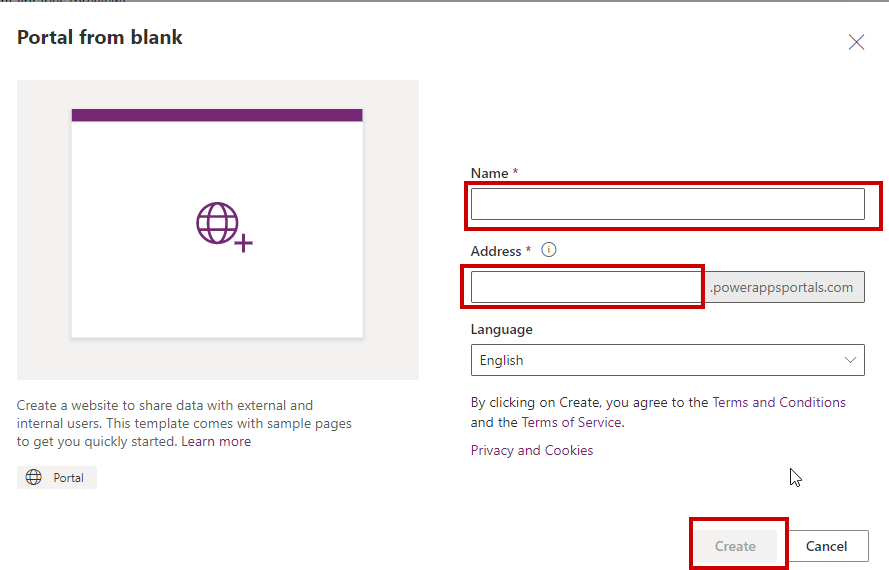 Portal from blank
Name *
Address *
.powerappsportals.com
Language
English
By clicking on Create, you agree to the Terms and Conditions
and the Terms of Service.
Privacy and Cookies
Create a website to share data with external and
internal users. This template comes with sample pages
to get you quickly started. Learn more
Portal
Create
Cancel